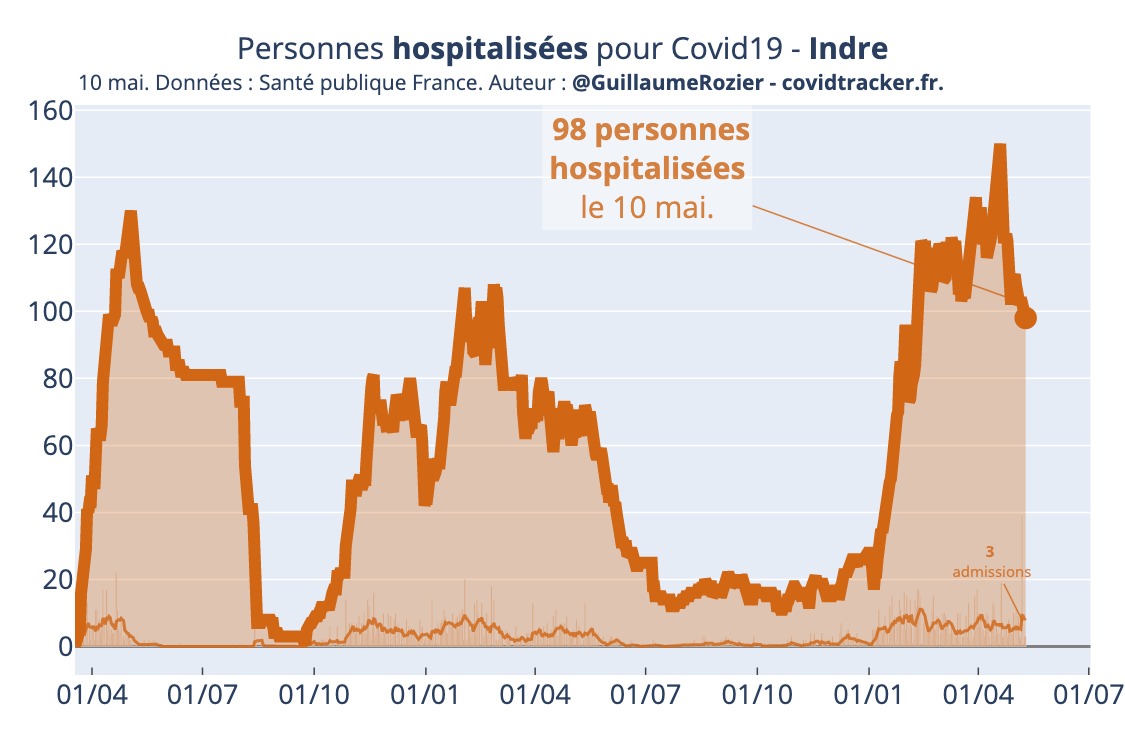 Personnes hospitalisées pour Covid19 - Indre
10 mai. Données : Santé publique France. Auteur : @GuillaumeRozier - covidtracker.fr.
160
140
120
100
80
60
40
20
0
98 personnes
hospitalisées
le 10 mai.
3
admissions
01/04 01/07 01/10 01/01 01/04 01/07 01/10 01/01 01/04 01/07